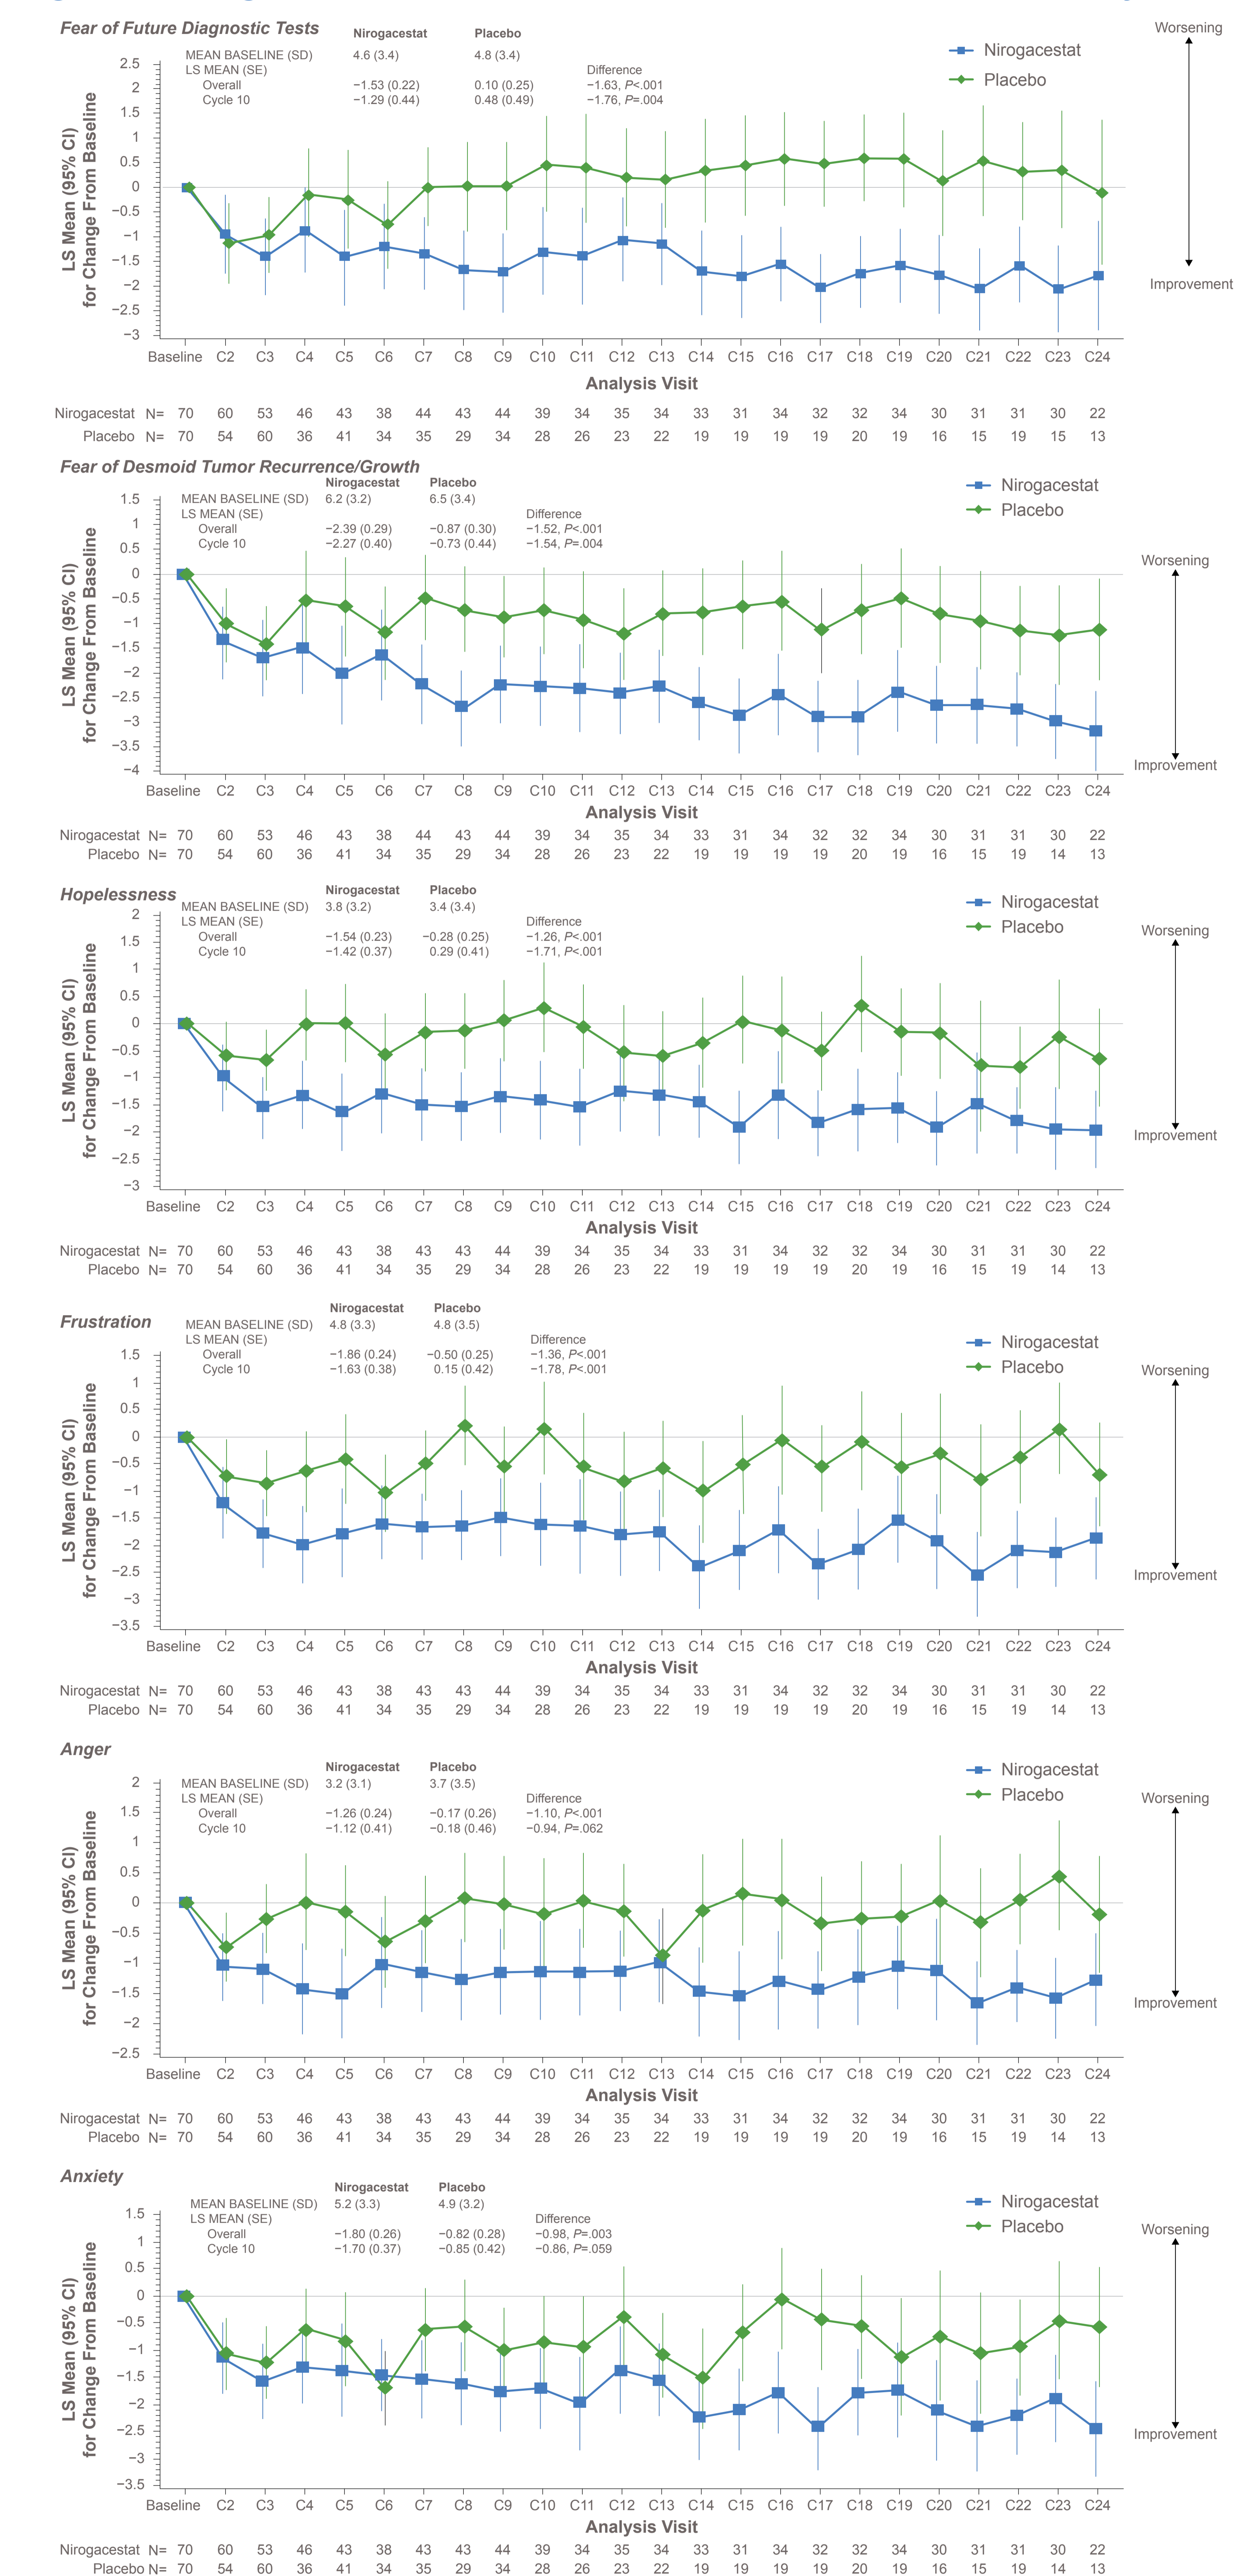 Fear of Future Diagnostic Tests
Nirogacestat Placebo
MEAN BASELINE (SD) 4.6 (3.4) 4.8 (3.4)
LS MEAN (SE) Difference
Overall −1.53 (0.22) 0.10 (0.25) −1.63, P<.001
Cycle 10 −1.29 (0.44) 0.48 (0.49) −1.76, P=.004
Nirogacestat
Placebo
Worsening
Improvement
LS Mean (95% CI)
for Change From Baseline
2.5
2
1.5
1
0.5
0
−0.5
−1
−1.5
−2
−2.5
−3
Baseline C2 C3 C4 C5 C6 C7 C8 C9 C10 C11 C12 C13 C14 C15 C16 C17 C18 C19 C20 C21 C22 C23 C24
Analysis Visit
Nirogacestat N= 70 60 53 46 43 38 44 43 44 39 34 35 34 33 31 34 32 32 34 30 31 31 30 22
Placebo N= 70 54 60 36 41 34 35 29 34 28 26 23 22 19 19 19 19 20 19 16 15 19 15 13
Fear of Desmoid Tumor Recurrence/Growth
Nirogacestat Placebo
MEAN BASELINE (SD) 6.2 (3.2) 6.5 (3.4)
LS MEAN (SE) Difference
Overall −2.39 (0.29) −0.87 (0.30) −1.52, P<.001
Cycle 10 −2.27 (0.40) −0.73 (0.44) −1.54, P=.004
Nirogacestat
Placebo
Worsening
Improvement
LS Mean (95% CI)
for Change From Baseline
1.5
1
0.5
0
−0.5
−1
−1.5
−2
−2.5
−3
−3.5
−4
Baseline C2 C3 C4 C5 C6 C7 C8 C9 C10 C11 C12 C13 C14 C15 C16 C17 C18 C19 C20 C21 C22 C23 C24
Analysis Visit
Nirogacestat N= 70 60 53 46 43 38 44 43 44 39 34 35 34 33 31 34 32 32 34 30 31 31 30 22
Placebo N= 70 54 60 36 41 34 35 29 34 28 26 23 22 19 19 19 19 20 19 16 15 19 14 13
Hopelessness
Nirogacestat Placebo
MEAN BASELINE (SD) 3.8 (3.2) 3.4 (3.4)
LS MEAN (SE) Difference
Overall −1.54 (0.23) −0.28 (0.25) −1.26, P<.001
Cycle 10 −1.42 (0.37) 0.29 (0.41) −1.71, P<.001
Nirogacestat
Placebo
Worsening
Improvement
LS Mean (95% CI)
for Change From Baseline
2
1.5
1
0.5
0
−0.5
−1
−1.5
−2
−2.5
−3
Baseline C2 C3 C4 C5 C6 C7 C8 C9 C10 C11 C12 C13 C14 C15 C16 C17 C18 C19 C20 C21 C22 C23 C24
Analysis Visit
Nirogacestat N= 70 60 53 46 43 38 43 43 44 39 34 35 34 33 31 34 32 32 34 30 31 31 30 22
Placebo N= 70 54 60 36 41 34 35 29 34 28 26 23 22 19 19 19 19 20 19 16 15 19 14 13
Frustration
Nirogacestat Placebo
MEAN BASELINE (SD) 4.8 (3.3) 4.8 (3.5)
LS MEAN (SE) Difference
Overall −1.86 (0.24) −0.50 (0.25) −1.36, P<.001
Cycle 10 −1.63 (0.38) 0.15 (0.42) −1.78, P<.001
Nirogacestat
Placebo
Worsening
Improvement
LS Mean (95% CI)
for Change From Baseline
1.5
1
0.5
0
−0.5
−1
−1.5
−2
−2.5
−3
−3.5
Baseline C2 C3 C4 C5 C6 C7 C8 C9 C10 C11 C12 C13 C14 C15 C16 C17 C18 C19 C20 C21 C22 C23 C24
Analysis Visit
Nirogacestat N= 70 60 53 46 43 38 43 43 44 39 34 35 34 33 31 34 32 32 34 30 31 31 30 22
Placebo N= 70 54 60 36 41 34 35 29 34 28 26 23 22 19 19 19 19 20 19 16 15 19 14 13
Anger
Nirogacestat Placebo
MEAN BASELINE (SD) 3.2 (3.1) 3.7 (3.5)
LS MEAN (SE) Difference
Overall −1.26 (0.24) −0.17 (0.26) −1.10, P<.001
Cycle 10 −1.12 (0.41) −0.18 (0.46) −0.94, P=.062
Nirogacestat
Placebo
Worsening
Improvement
LS Mean (95% CI)
for Change From Baseline
2
1.5
1
0.5
0
−0.5
−1
−1.5
−2
−2.5
Baseline C2 C3 C4 C5 C6 C7 C8 C9 C10 C11 C12 C13 C14 C15 C16 C17 C18 C19 C20 C21 C22 C23 C24
Analysis Visit
Nirogacestat N= 70 60 53 46 43 38 43 43 44 39 34 35 34 33 31 34 32 32 34 30 31 31 30 22
Placebo N= 70 54 60 36 41 34 35 29 34 28 26 23 22 19 19 19 19 20 19 16 15 19 14 13
Anxiety
Nirogacestat Placebo
MEAN BASELINE (SD) 5.2 (3.3) 4.9 (3.2)
LS MEAN (SE) Difference
Overall −1.80 (0.26) −0.82 (0.28) −0.98, P=.003
Cycle 10 −1.70 (0.37) −0.85 (0.42) −0.86, P=.059
Nirogacestat
Placebo
Worsening
Improvement
LS Mean (95% CI)
for Change From Baseline
1.5
1
0.5
0
−0.5
−1
−1.5
−2
−2.5
−3
−3.5
Baseline C2 C3 C4 C5 C6 C7 C8 C9 C10 C11 C12 C13 C14 C15 C16 C17 C18 C19 C20 C21 C22 C23 C24
Analysis Visit
Nirogacestat N= 70 60 53 46 43 38 43 43 44 39 34 35 34 33 31 34 32 32 34 30 31 31 30 22
Placebo N= 70 54 60 36 41 34 35 29 34 28 26 23 22 19 19 19 19 20 19 16 15 19 14 13